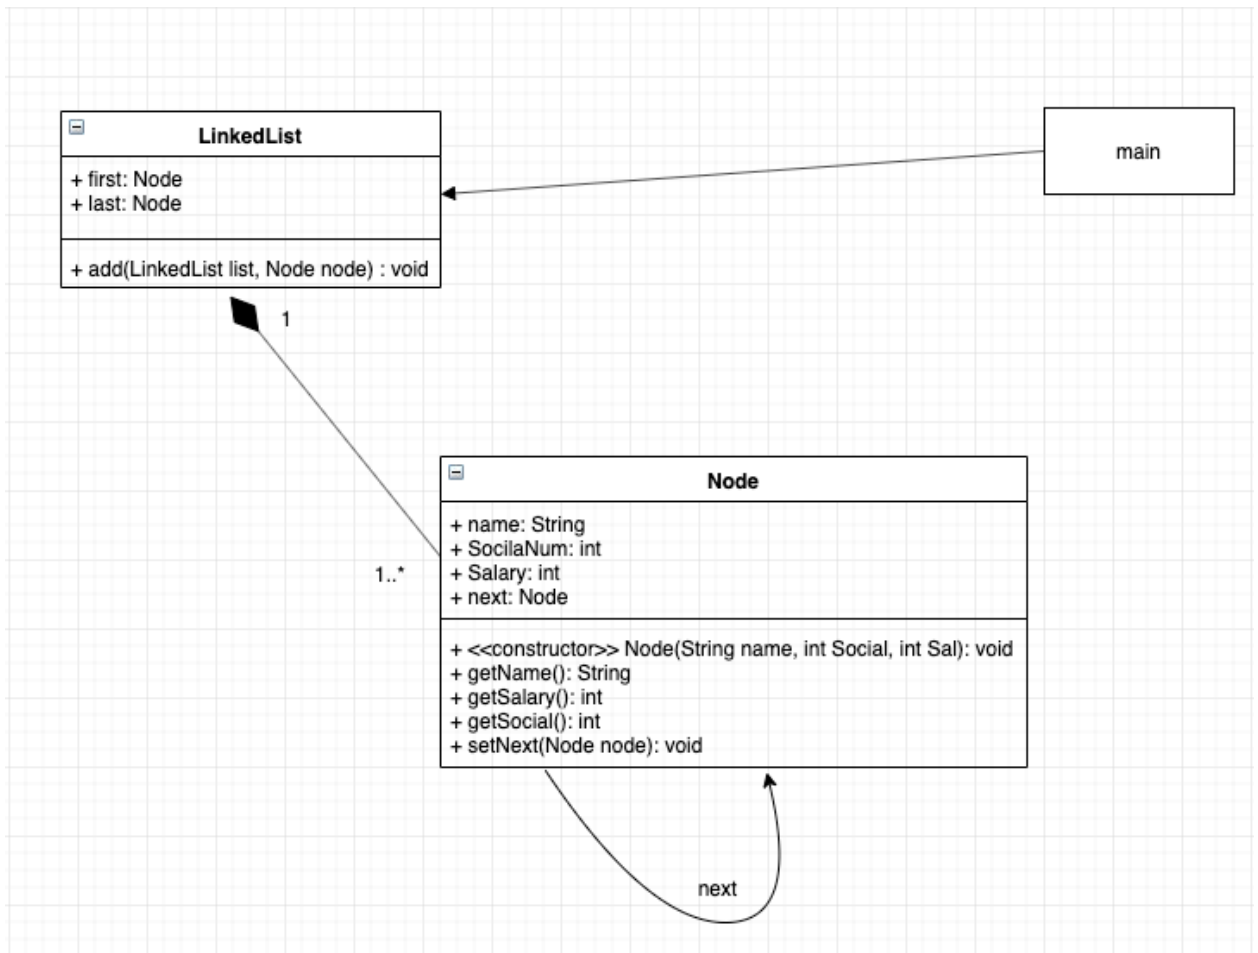 LinkedList
+ first: Node
+ last: Node
+ add(LinkedList list, Node node) : void
main
1
1..*
Node
+ name: String
+ SocilaNum: int
+ Salary: int
+ next: Node
+ <<constructor>> Node(String name, int Social, int Sal): void
+ getName(): String
+ getSalary(): int
+ getSocial(): int
+ setNext(Node node): void
next